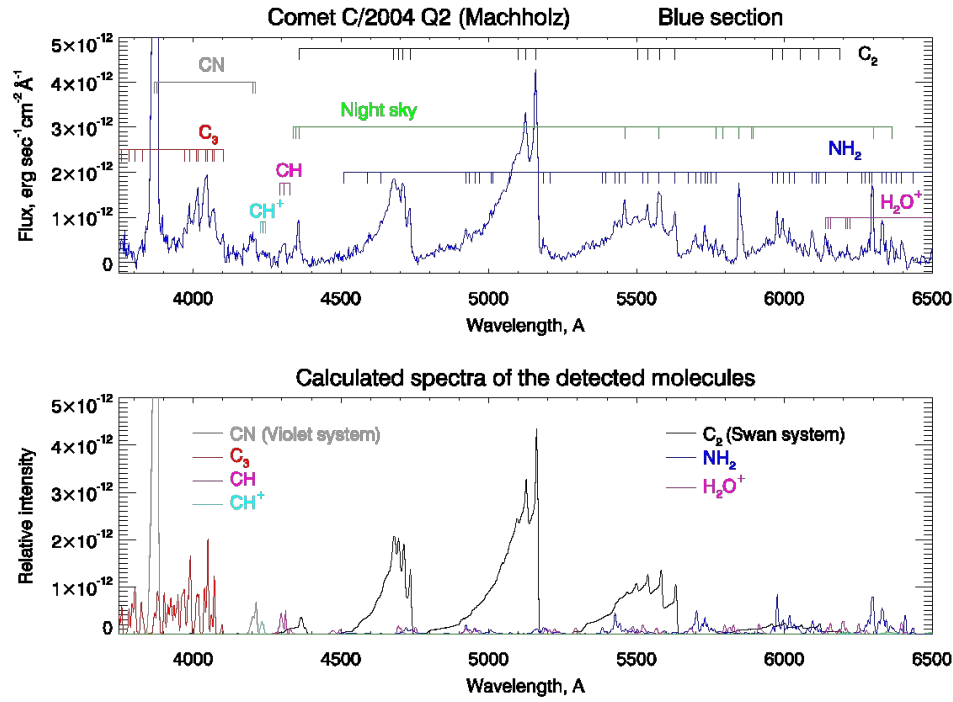 Comet C/2004 Q2 (Machholz) Blue section
5×10⁻¹²
4×10⁻¹²
3×10⁻¹²
2×10⁻¹²
1×10⁻¹²
0
Flux, erg sec⁻¹cm⁻² Å⁻¹
C₂
CN
Night sky
C₃
NH₂
CH
CH⁺
H₂O⁺
4000 4500 5000 5500 6000 6500
Wavelength, A
Calculated spectra of the detected molecules
5×10⁻¹²
4×10⁻¹²
3×10⁻¹²
2×10⁻¹²
1×10⁻¹²
0
Relative intensity
CN (Violet system)
C₃
CH
CH⁺
C₂ (Swan system)
NH₂
H₂O⁺
4000 4500 5000 5500 6000 6500
Wavelength, A